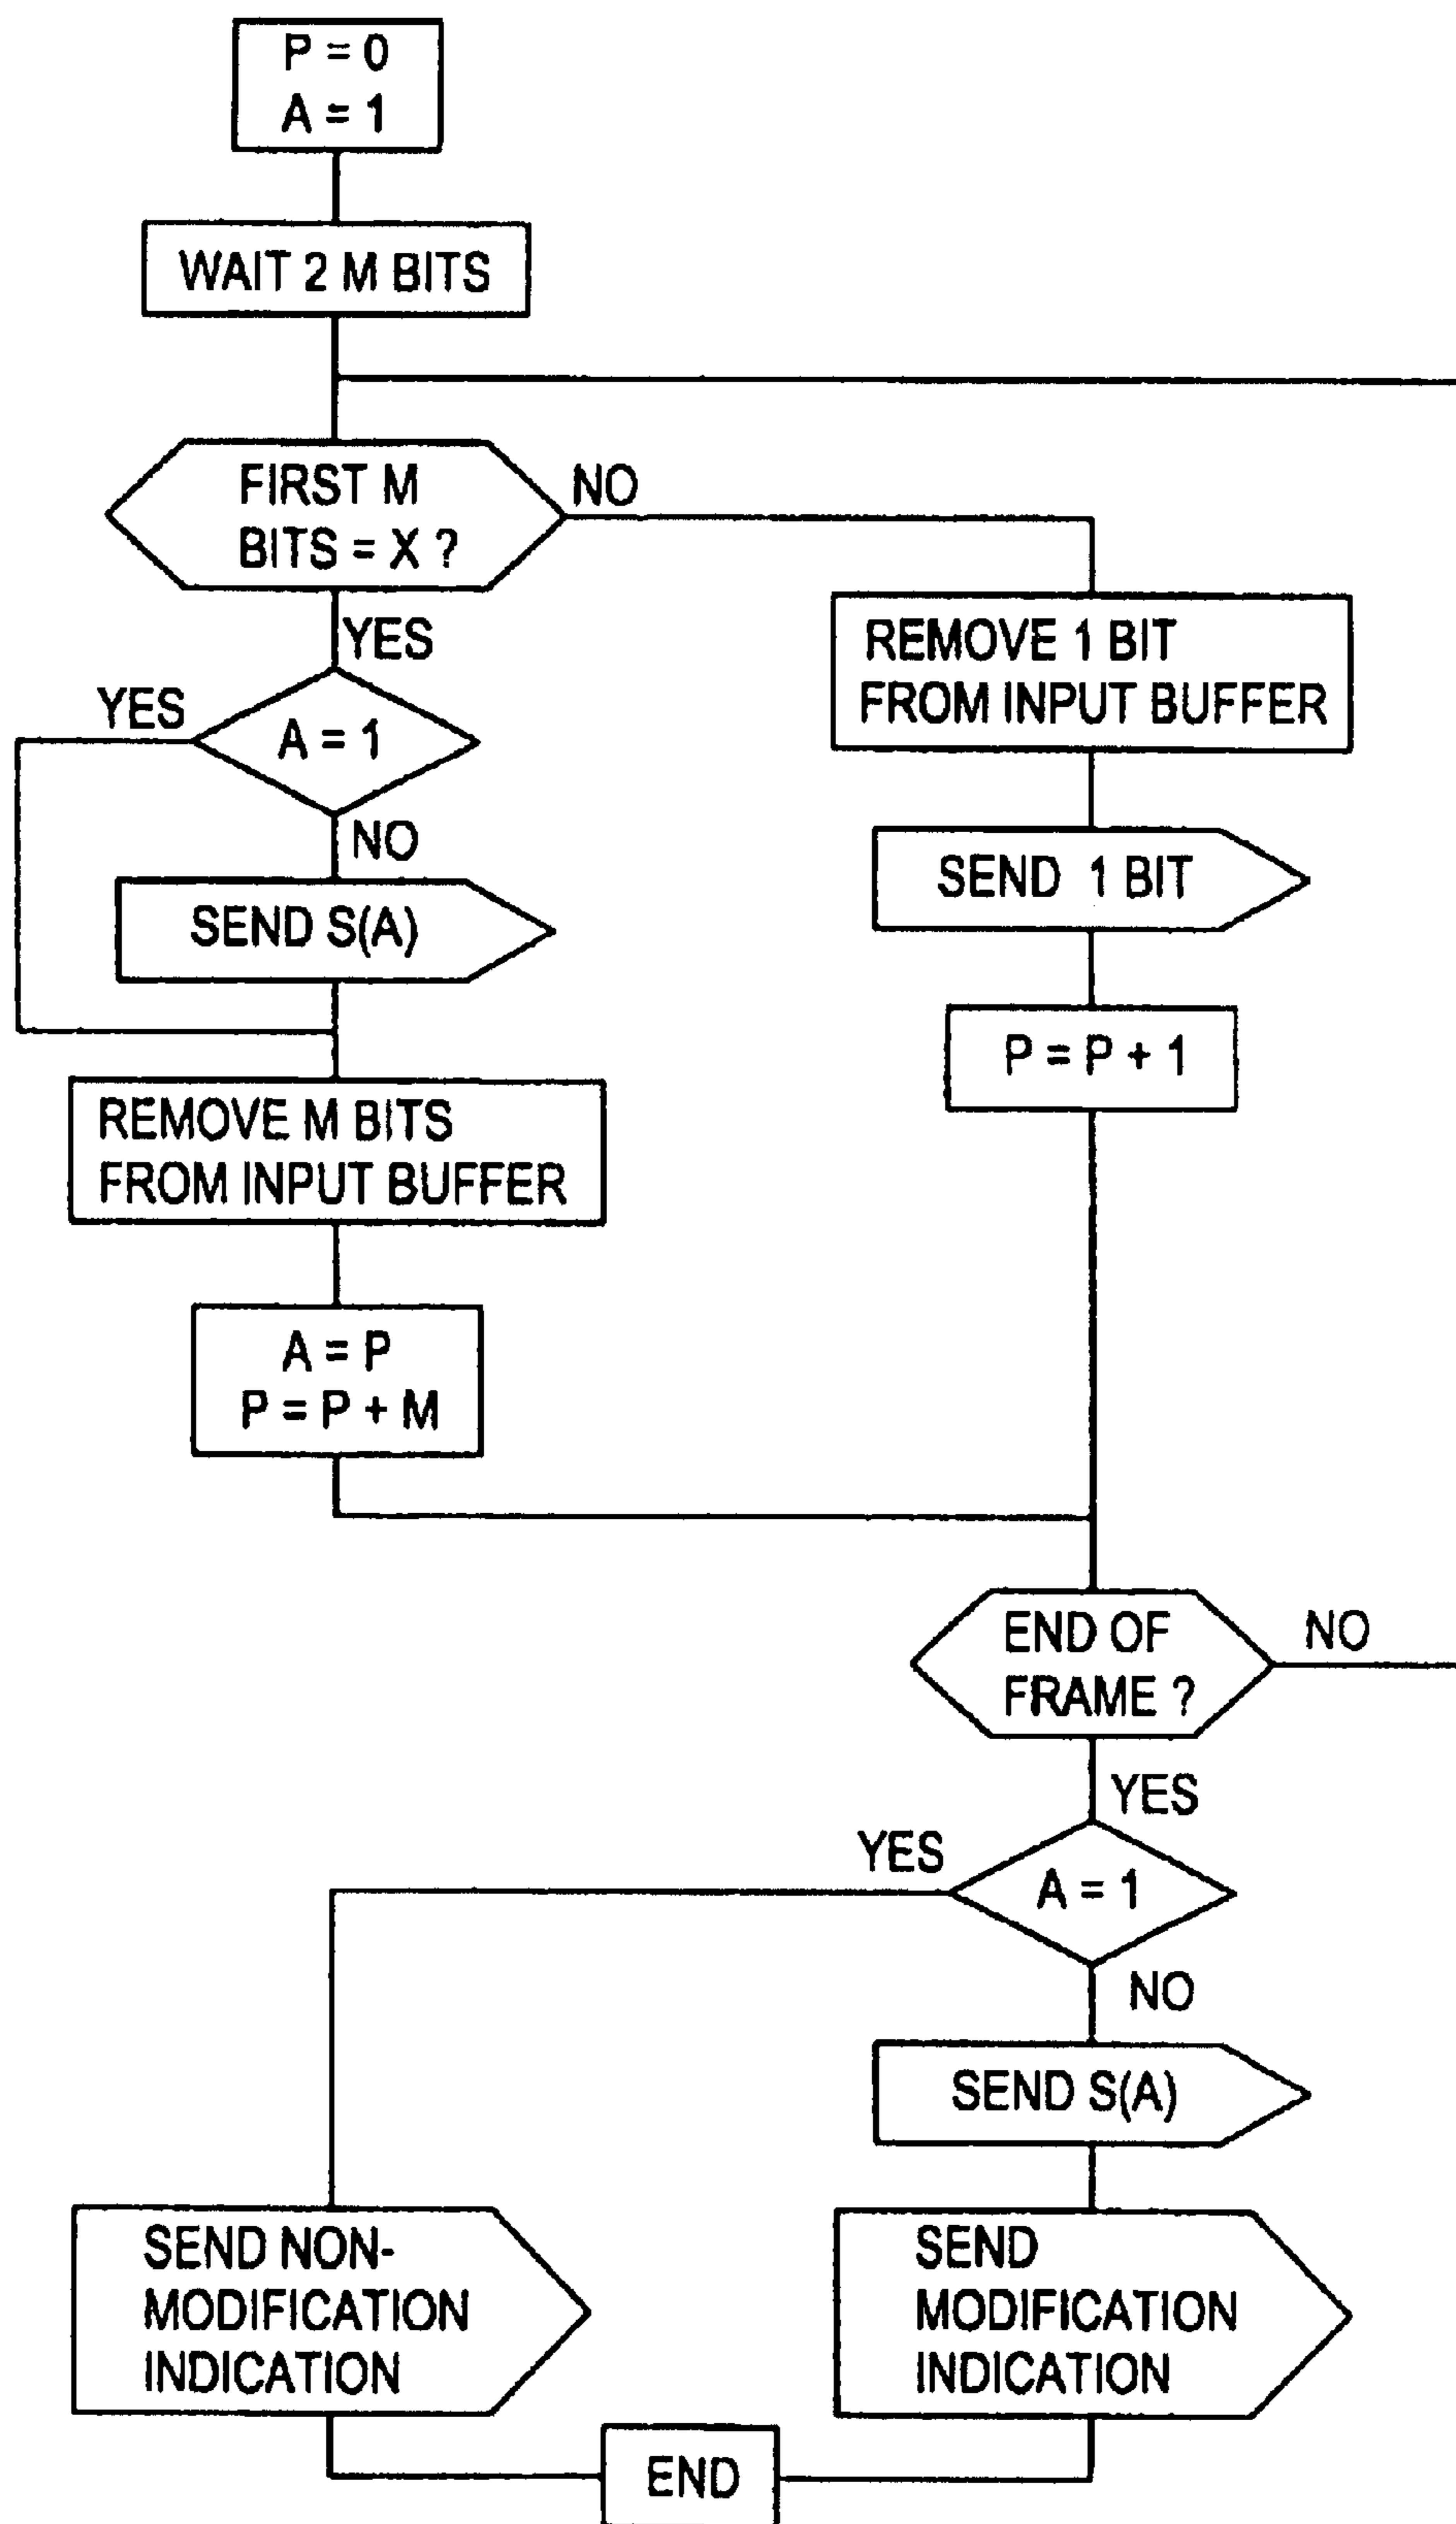 P = 0
A = 1
WAIT 2 M BITS
FIRST M
BITS = X ?
NO
YES
YES
A = 1
NO
SEND S(A)
REMOVE M BITS
FROM INPUT BUFFER
A = P
P = P + M
REMOVE 1 BIT
FROM INPUT BUFFER
SEND 1 BIT
P = P + 1
END OF
FRAME ?
NO
YES
YES
A = 1
NO
SEND S(A)
SEND NON-
MODIFICATION
INDICATION
SEND
MODIFICATION
INDICATION
END